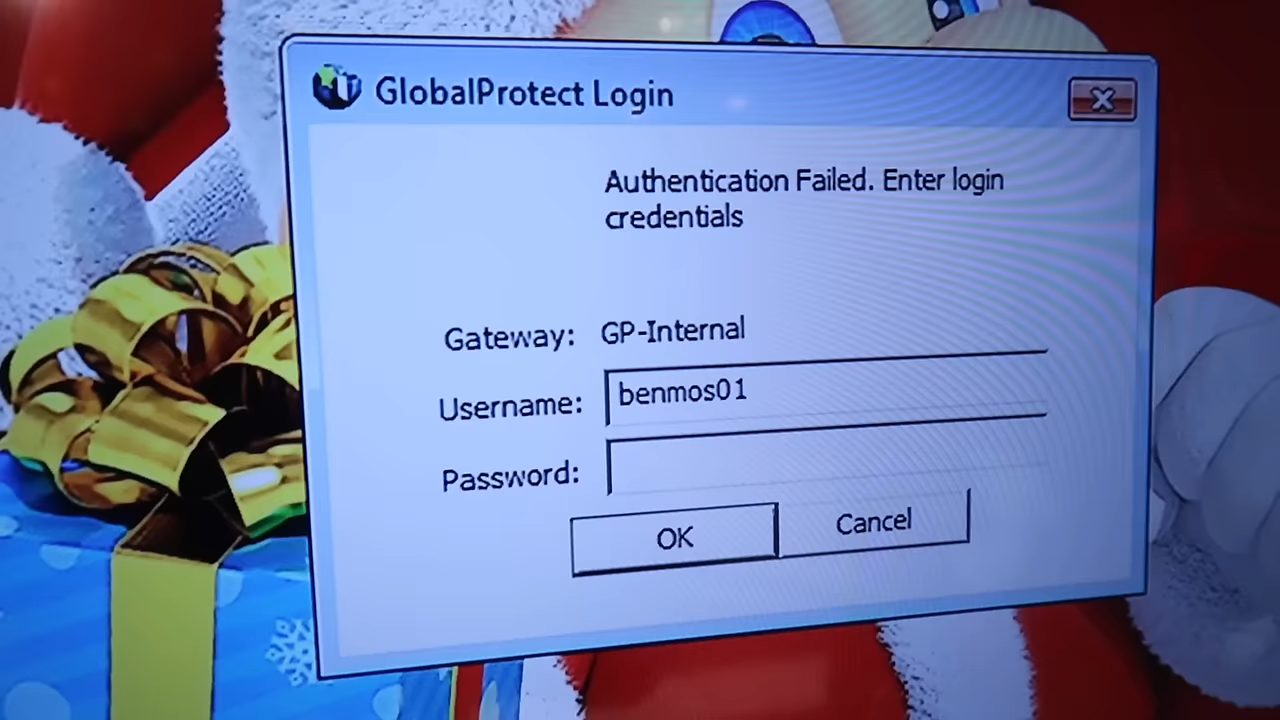 GlobalProtect Login
Authentication Failed. Enter login
credentials
Gateway: GP-Internal
Username: benmos01
Password:
OK Cancel